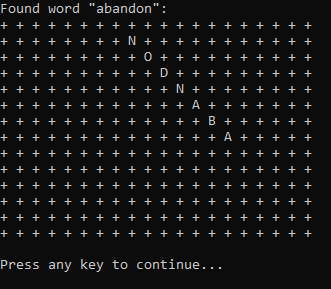 Found word "abandon":
+ + + + + + + + + + + + + + + + + + + +
+ + + + + + + + N + + + + + + + + + + +
+ + + + + + + + + O + + + + + + + + + +
+ + + + + + + + + + D + + + + + + + + +
+ + + + + + + + + + + N + + + + + + + +
+ + + + + + + + + + + + A + + + + + + +
+ + + + + + + + + + + + + B + + + + + +
+ + + + + + + + + + + + + + A + + + + +
+ + + + + + + + + + + + + + + + + + + +
+ + + + + + + + + + + + + + + + + + + +
+ + + + + + + + + + + + + + + + + + + +
+ + + + + + + + + + + + + + + + + + + +
+ + + + + + + + + + + + + + + + + + + +
+ + + + + + + + + + + + + + + + + + + +
Press any key to continue...